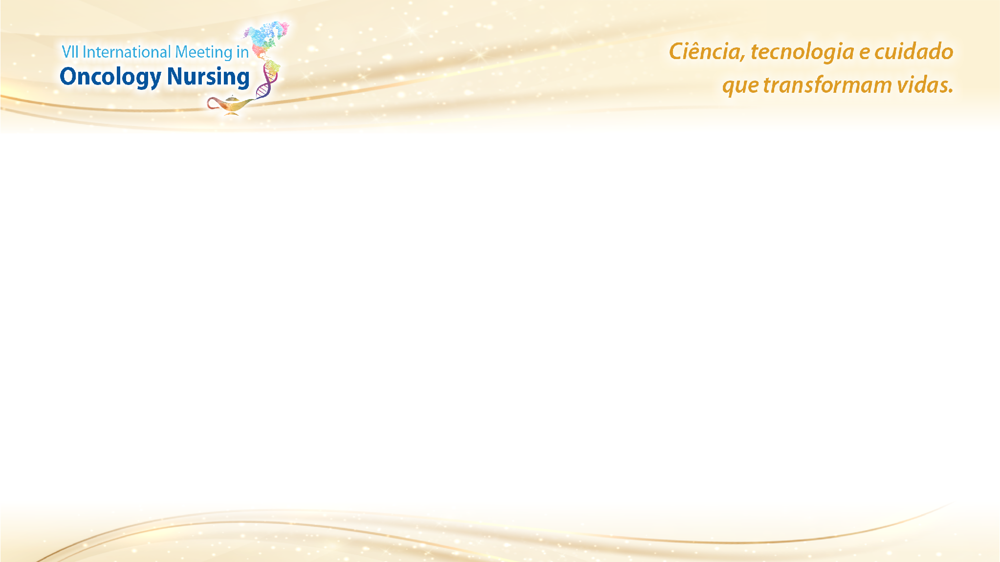 VII International Meeting in
Oncology Nursing
Ciência, tecnologia e cuidado
que transformam vidas.